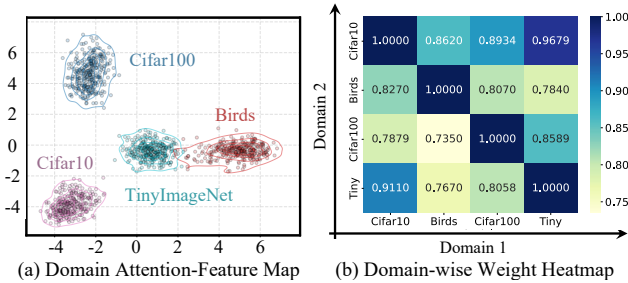 6
4
2
0
-2
-4
-4
-2
0
2
4
6
Cifar100
Birds
Cifar10
TinyImageNet
(a) Domain Attention-Feature Map
Domain 2
Cifar10
Birds
Cifar100
Tiny
1.0000 0.8620 0.8934 0.9679
0.8270 1.0000 0.8070 0.7840
0.7879 0.7350 1.0000 0.8589
0.9110 0.7670 0.8058 1.0000
Cifar10 Birds Cifar100 Tiny
Domain 1
1.00
0.95
0.90
0.85
0.80
0.75
(b) Domain-wise Weight Heatmap